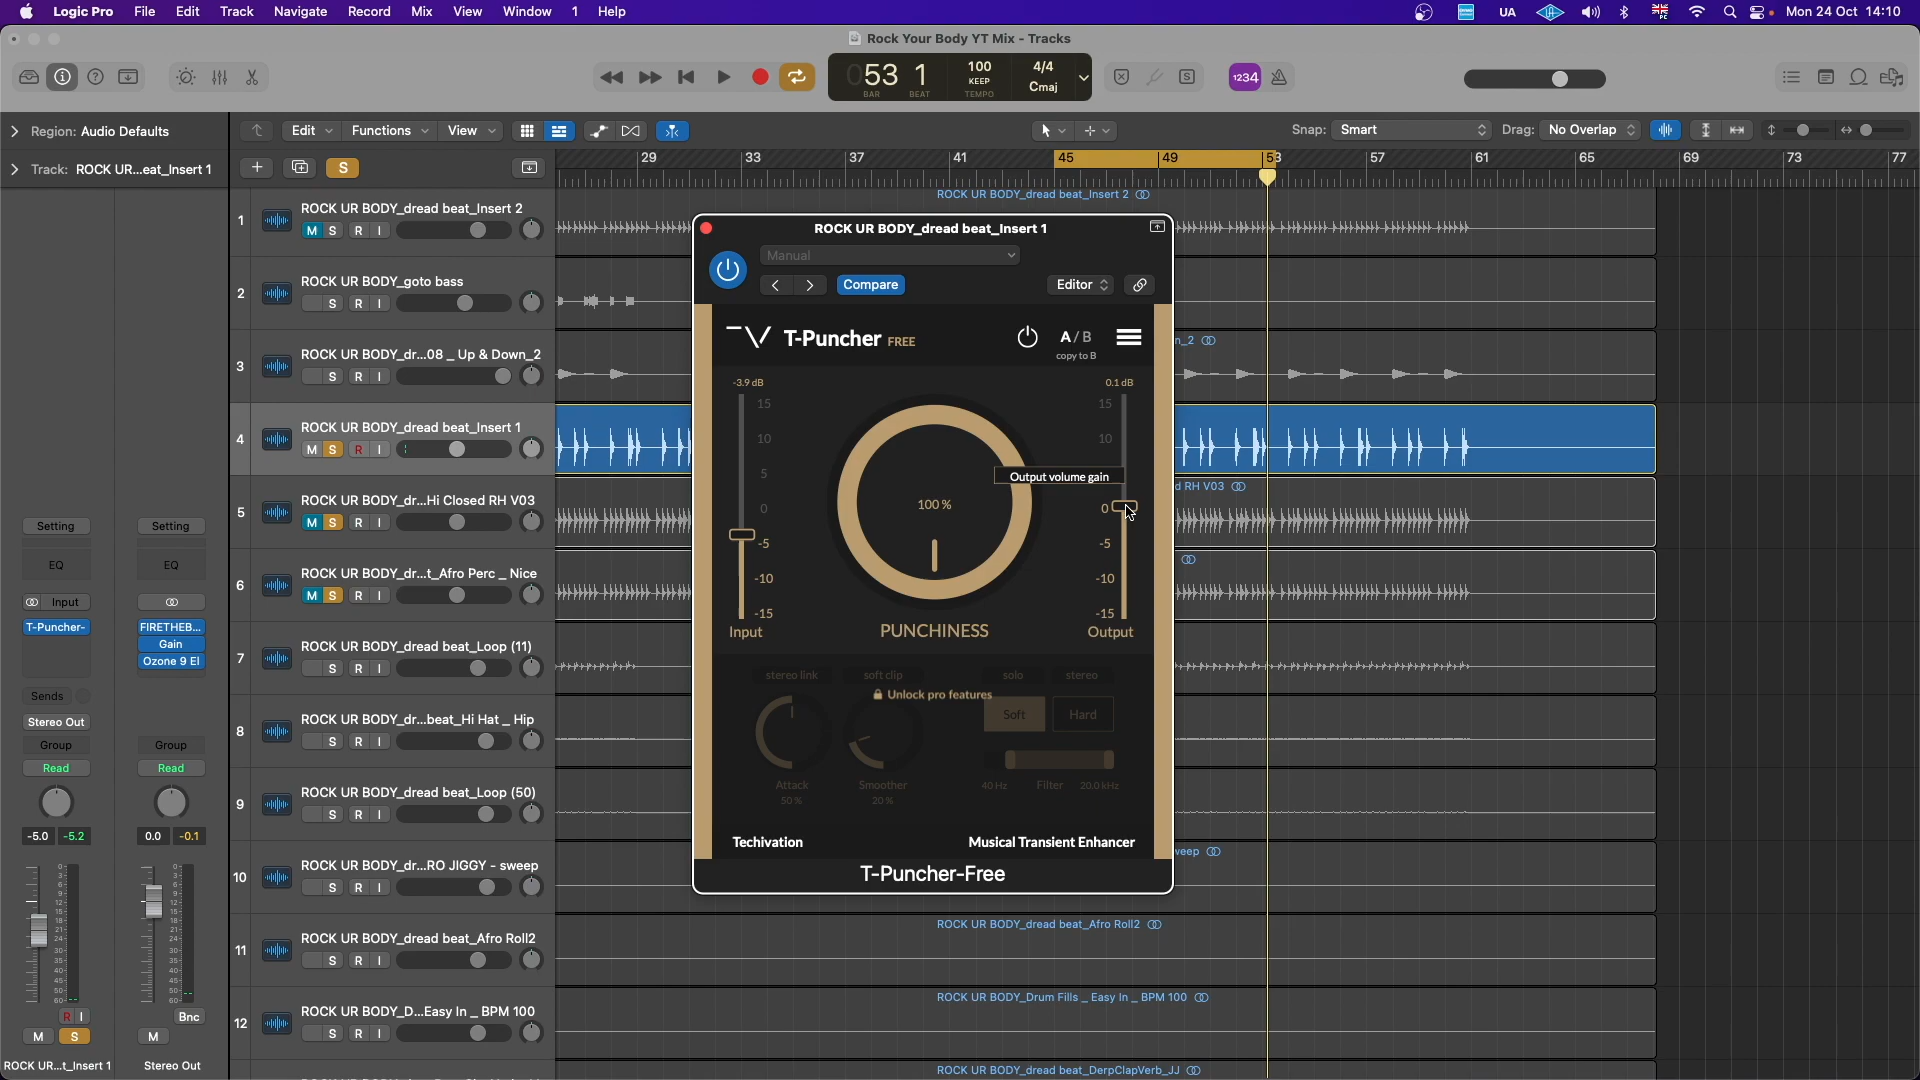 Logic Pro File Edit Track Navigate Record Mix View Window 1 Help
UA
Mon 24 Oct 14:10
Rock Your Body YT Mix - Tracks
53 1
BAR BEAT
100
KEEP
TEMPO
4/4
Cmaj
S
1234
Region: Audio Defaults
Edit Functions View
Snap: Smart
Drag: No Overlap
Track: ROCK UR...eat_Insert 1
S
29 33 37 41 45 49 53 57 61 65 69 73 77
1 ROCK UR BODY_dread beat_Insert 2
M S R I
ROCK UR BODY_dread beat_Insert 2
2 ROCK UR BODY_goto bass
S R I
3 ROCK UR BODY_dr...08 _ Up & Down_2
S R I
n_2
4 ROCK UR BODY_dread beat_Insert 1
M S R I
5 ROCK UR BODY_dr...Hi Closed RH V03
M S R I
d RH V03
6 ROCK UR BODY_dr...t_Afro Perc _ Nice
M S R I
7 ROCK UR BODY_dread beat_Loop (11)
S R I
8 ROCK UR BODY_dr...beat_Hi Hat _ Hip
S R I
9 ROCK UR BODY_dread beat_Loop (50)
S R I
10 ROCK UR BODY_dr...RO JIGGY - sweep
S R I
weep
11 ROCK UR BODY_dread beat_Afro Roll2
S R I
ROCK UR BODY_dread beat_Afro Roll2
12 ROCK UR BODY_D...Easy In _ BPM 100
S R I
ROCK UR BODY_Drum Fills _ Easy In _ BPM 100
ROCK UR BODY_dread beat_DerpClapVerb_JJ
ROCK UR BODY_dread beat_Insert 1
Manual
Compare
Editor
T-Puncher FREE
A / B
copy to B
-3.9 dB
0.1 dB
15
10
5
0
-5
-10
-15
Input
100 %
PUNCHINESS
Output volume gain
15
10
0
-5
-10
-15
Output
stereo link
soft clip
solo
stereo
Unlock pro features
Soft
Hard
Attack
50 %
Smoother
20 %
40 Hz
Filter
20.0 kHz
Techivation
Musical Transient Enhancer
T-Puncher-Free
Setting
Setting
EQ
EQ
Input
T-Puncher-
FIRETHEB...
Gain
Ozone 9 El
Sends
Stereo Out
Group
Group
Read
Read
-5.0 -5.2
0.0 -0.1
R I
Bnc
M S
M
ROCK UR...t_Insert 1
Stereo Out